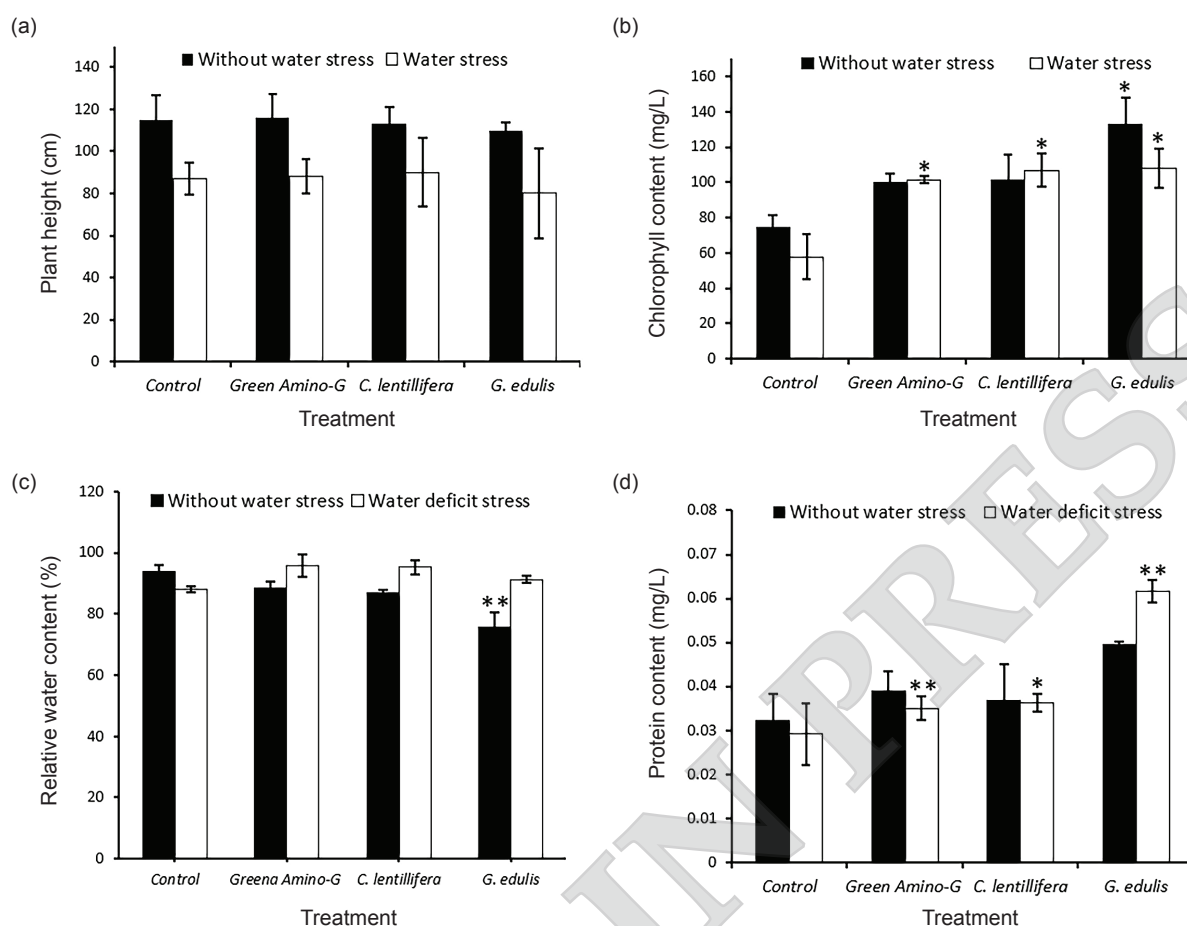 (a)
Without water stress Water stress
140
120
100
80
60
40
20
0
Plant height (cm)
Control Green Amino-G C. lentillifera G. edulis
Treatment
(b)
Without water stress Water stress
160
140
120
100
80
60
40
20
0
Chlorophyll content (mg/L)
* * * *
Control Green Amino-G C. lentillifera G. edulis
Treatment
(c)
Without water stress Water deficit stress
120
100
80
60
40
20
0
Relative water content (%)
**
Control Greena Amino-G C. lentillifera G. edulis
Treatment
(d)
Without water stress Water deficit stress
0.08
0.07
0.06
0.05
0.04
0.03
0.02
0.01
0
Protein content (mg/L)
** * **
Control Green Amino-G C. lentillifera G. edulis
Treatment
IN PRESS